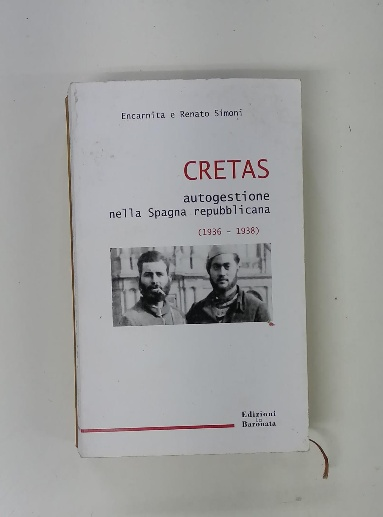 Encarnita e Renato Simoni
CRETAS
autogestione
nella Spagna repubblicana
(1936 - 1938)
Edizioni
la
Baronata